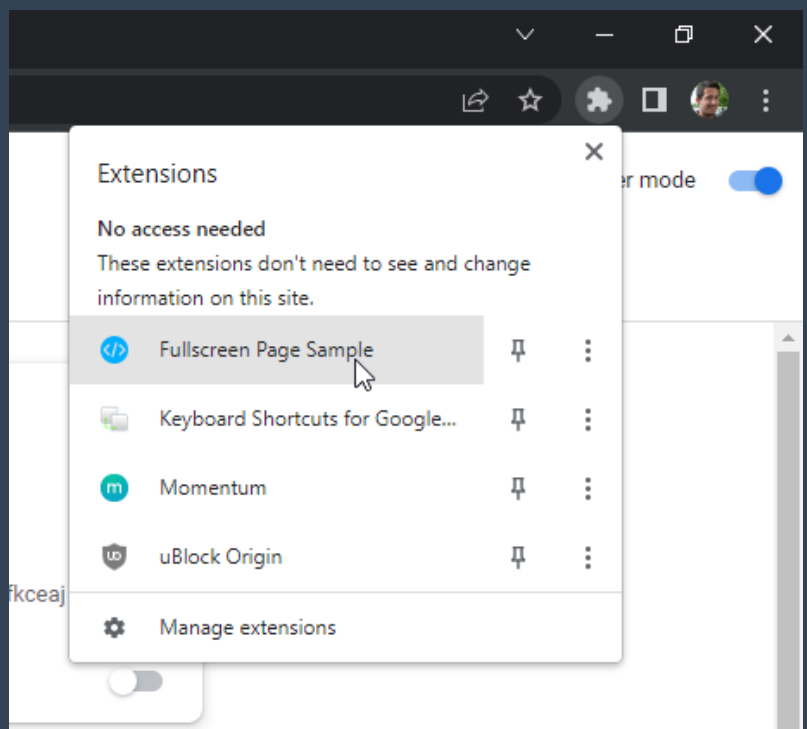 Extensions
er mode
No access needed
These extensions don't need to see and change
information on this site.
Fullscreen Page Sample
Keyboard Shortcuts for Google...
m Momentum
uo uBlock Origin
fkceaj
Manage extensions